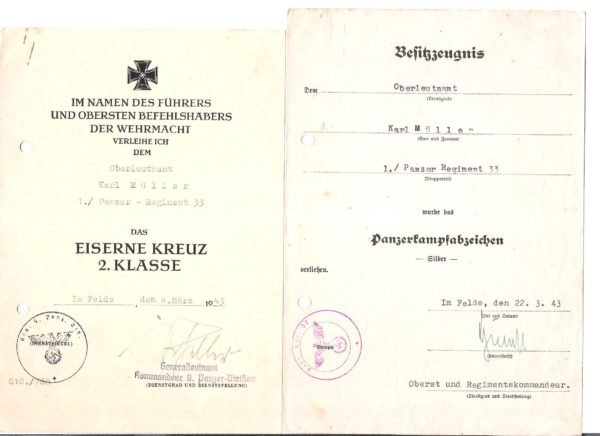 IM NAMEN DES FÜHRERS
UND OBERSTEN BEFEHLSHABERS
DER WEHRMACHT
VERLEIHE ICH
DEM
Oberleutnant
Karl Müller
1./ Panzer - Regiment 33
DAS
EISERNE KREUZ
2. KLASSE
Im Felde, den 4. März 1943
(DIENSTSIEGEL)
Generalleutnant
Kommandeur 9. Panzer-Division
(DIENSTGRAD UND DIENSTSTELLUNG)
Besitzzeugnis
Dem Oberleutnant
(Dienstgrad)
Karl Müller
(Vor- und Zuname)
1./ Panzer Regiment 33
(Truppenteil)
wurde das
Panzerkampfabzeichen
— Silber —
verliehen.
Im Felde, den 22. 3. 43
(Ort und Datum)
Stempel
(Unterschrift)
Oberst und Regimentskommandeur.
(Dienstgrad und Dienststellung)